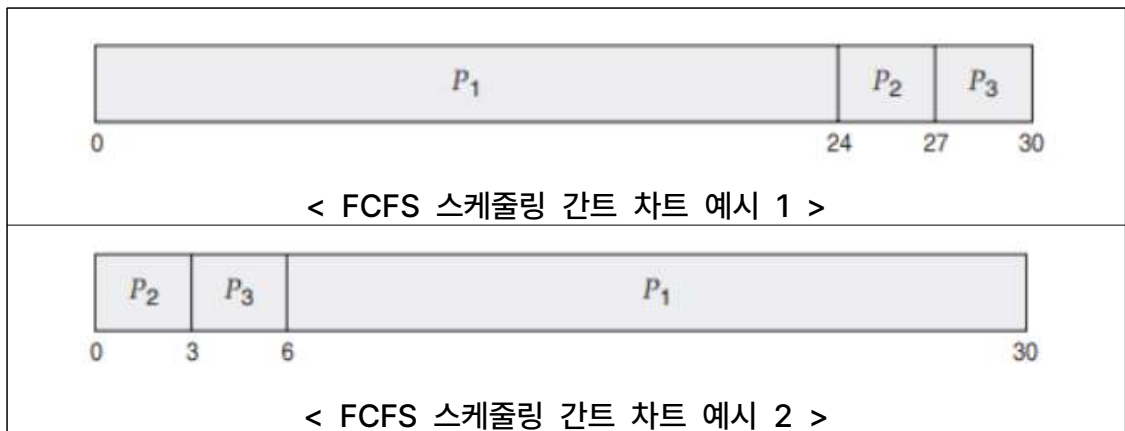 P1 P2 P3
0 24 27 30
< FCFS 스케줄링 간트 차트 예시 1 >
P2 P3 P1
0 3 6 30
< FCFS 스케줄링 간트 차트 예시 2 >